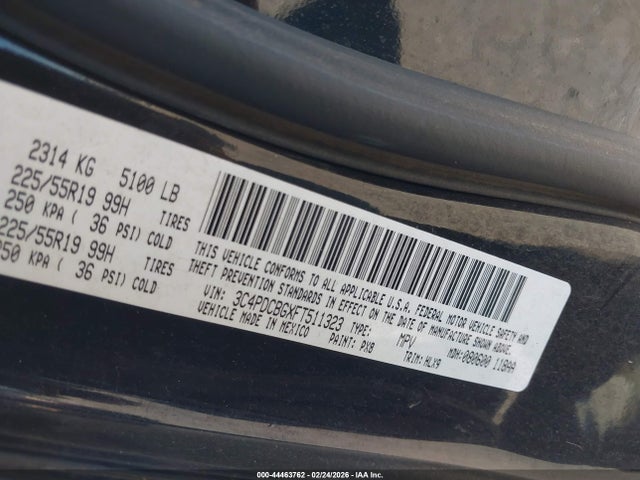 2314 KG 5100 LB
225/55R19 99H TIRES
250 KPA ( 36 PSI) COLD
225/55R19 99H TIRES
250 KPA ( 36 PSI) COLD
THIS VEHICLE CONFORMS TO ALL APPLICABLE U.S.A. FEDERAL MOTOR VEHICLE SAFETY AND
THEFT PREVENTION STANDARDS IN EFFECT ON THE DATE OF MANUFACTURE SHOWN ABOVE.
VIN: 3C4PDCBGXFT511323 TYPE: MPV MDH:080600 118AA
VEHICLE MADE IN MEXICO PAINT: PX8 TRIM: HLX9
000-44463762 - 02/24/2026 - IAA Inc.